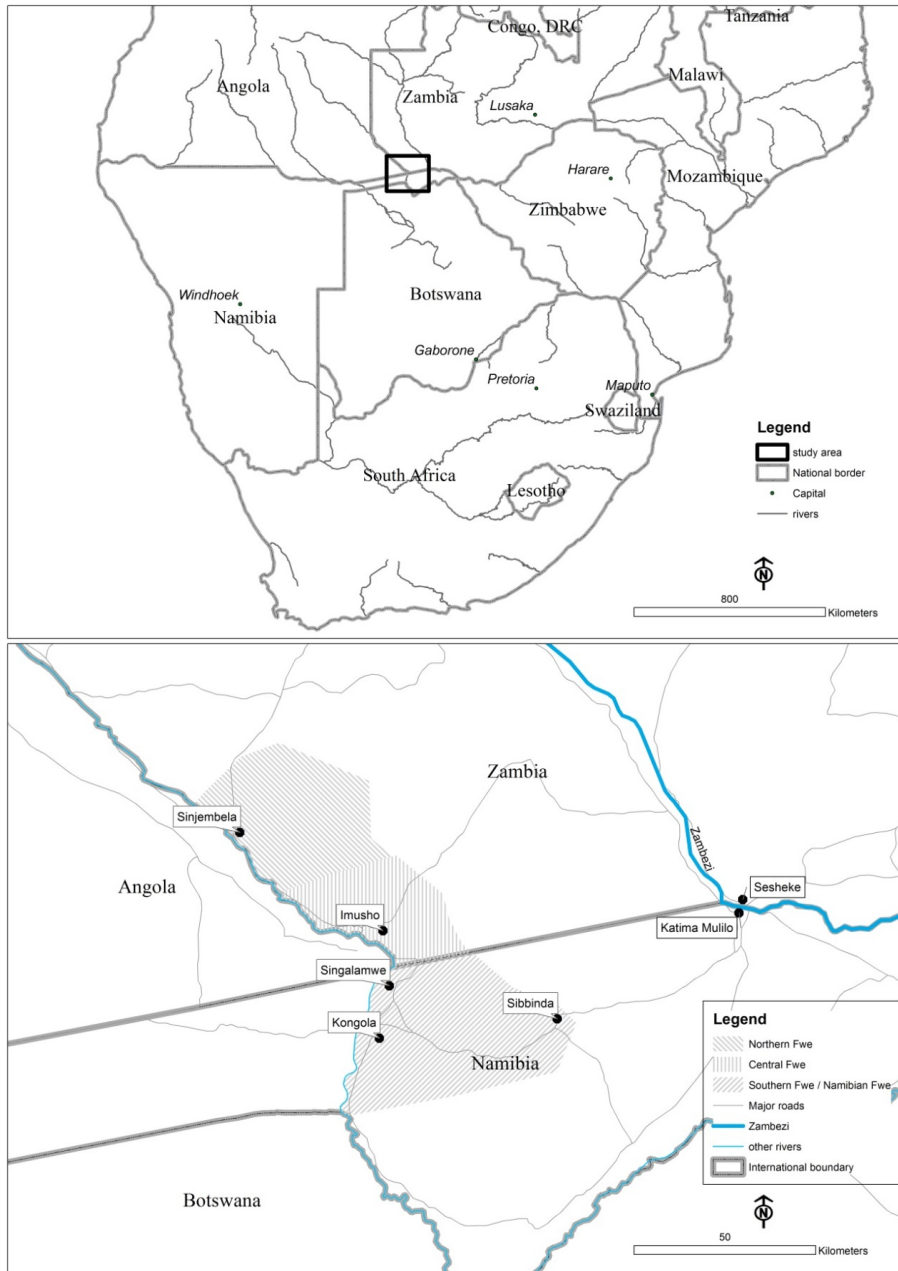 Congo, DRC
Tanzania
Angola
Zambia
Malawi
Lusaka
Harare
Mozambique
Zimbabwe
Windhoek
Namibia
Botswana
Gaborone
Pretoria
Maputo
Swaziland
South Africa
Lesotho
Legend
study area
National border
Capital
rivers
N
800
Kilometers
Zambia
Sinjembela
Zambezi
Angola
Sesheke
Imusho
Katima Mulilo
Singalamwe
Sibbinda
Kongola
Namibia
Botswana
Legend
Northern Fwe
Central Fwe
Southern Fwe / Namibian Fwe
Major roads
Zambezi
other rivers
International boundary
N
50
Kilometers